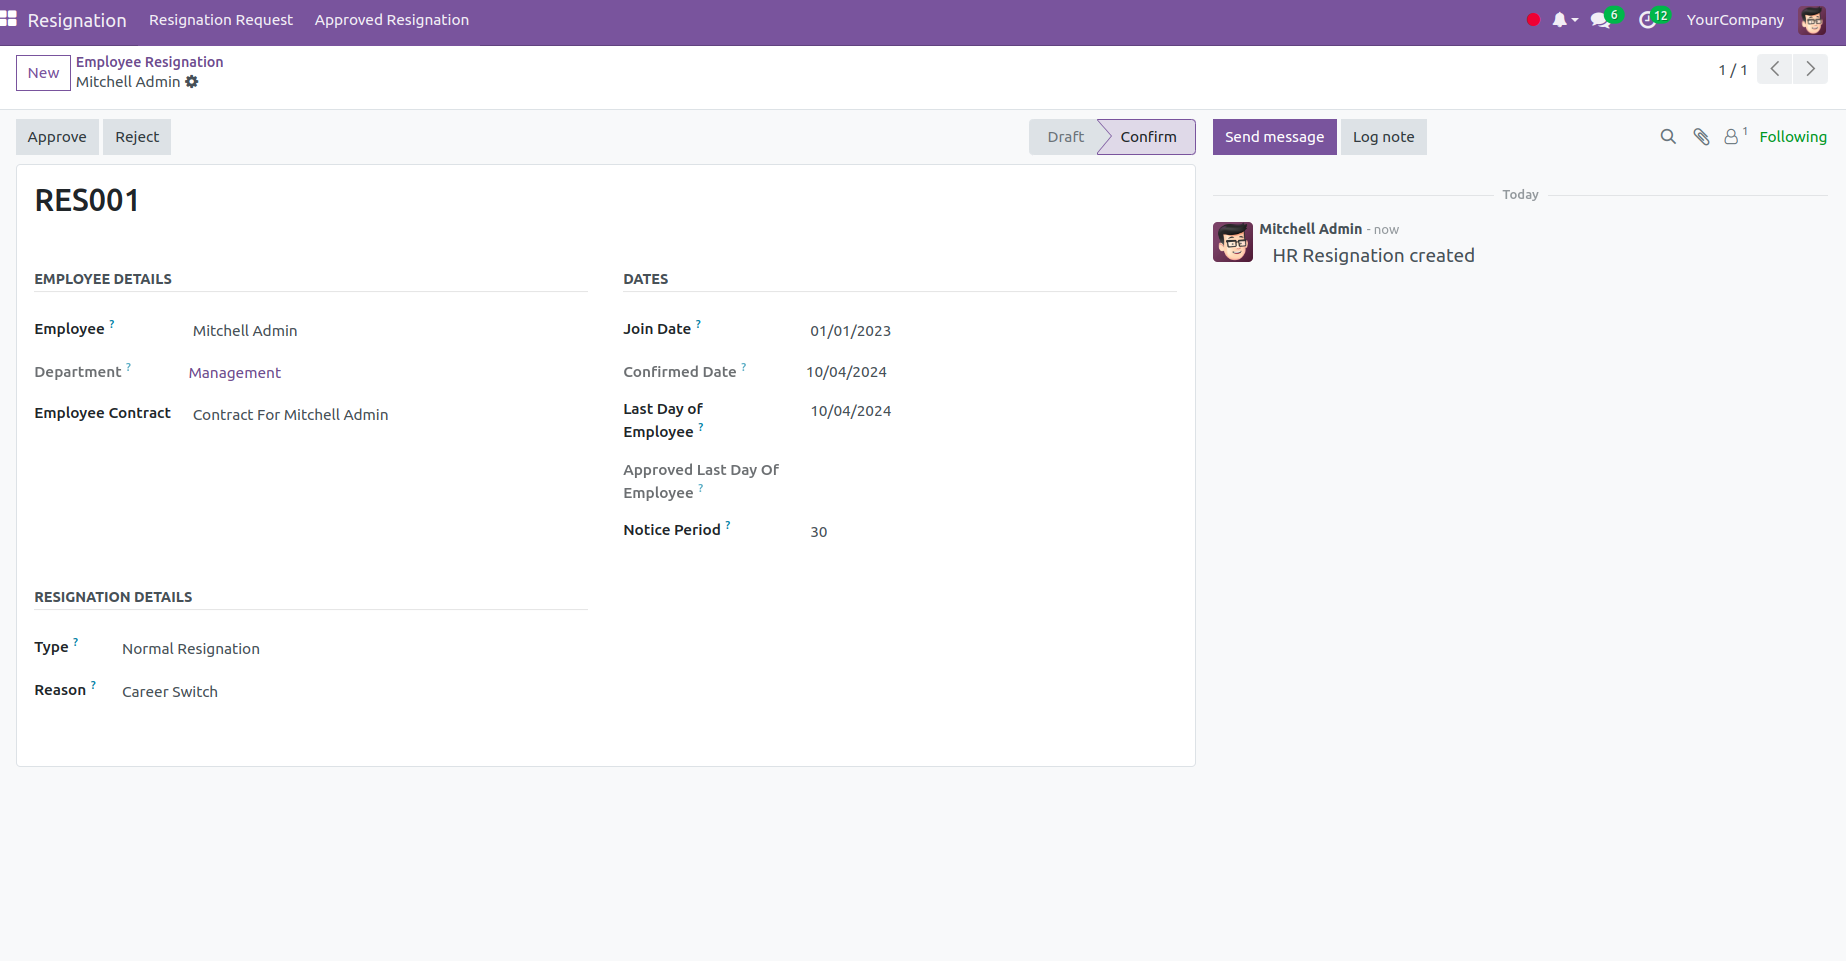 Resignation Resignation Request Approved Resignation 6 12 YourCompany
New Employee Resignation
Mitchell Admin
1 / 1
Approve Reject Draft Confirm Send message Log note 1 Following
RES001
Today
Mitchell Admin - now
HR Resignation created
EMPLOYEE DETAILS
Employee ? Mitchell Admin
Department ? Management
Employee Contract Contract For Mitchell Admin
DATES
Join Date ? 01/01/2023
Confirmed Date ? 10/04/2024
Last Day of 10/04/2024
Employee ?
Approved Last Day Of
Employee ?
Notice Period ? 30
RESIGNATION DETAILS
Type ? Normal Resignation
Reason ? Career Switch